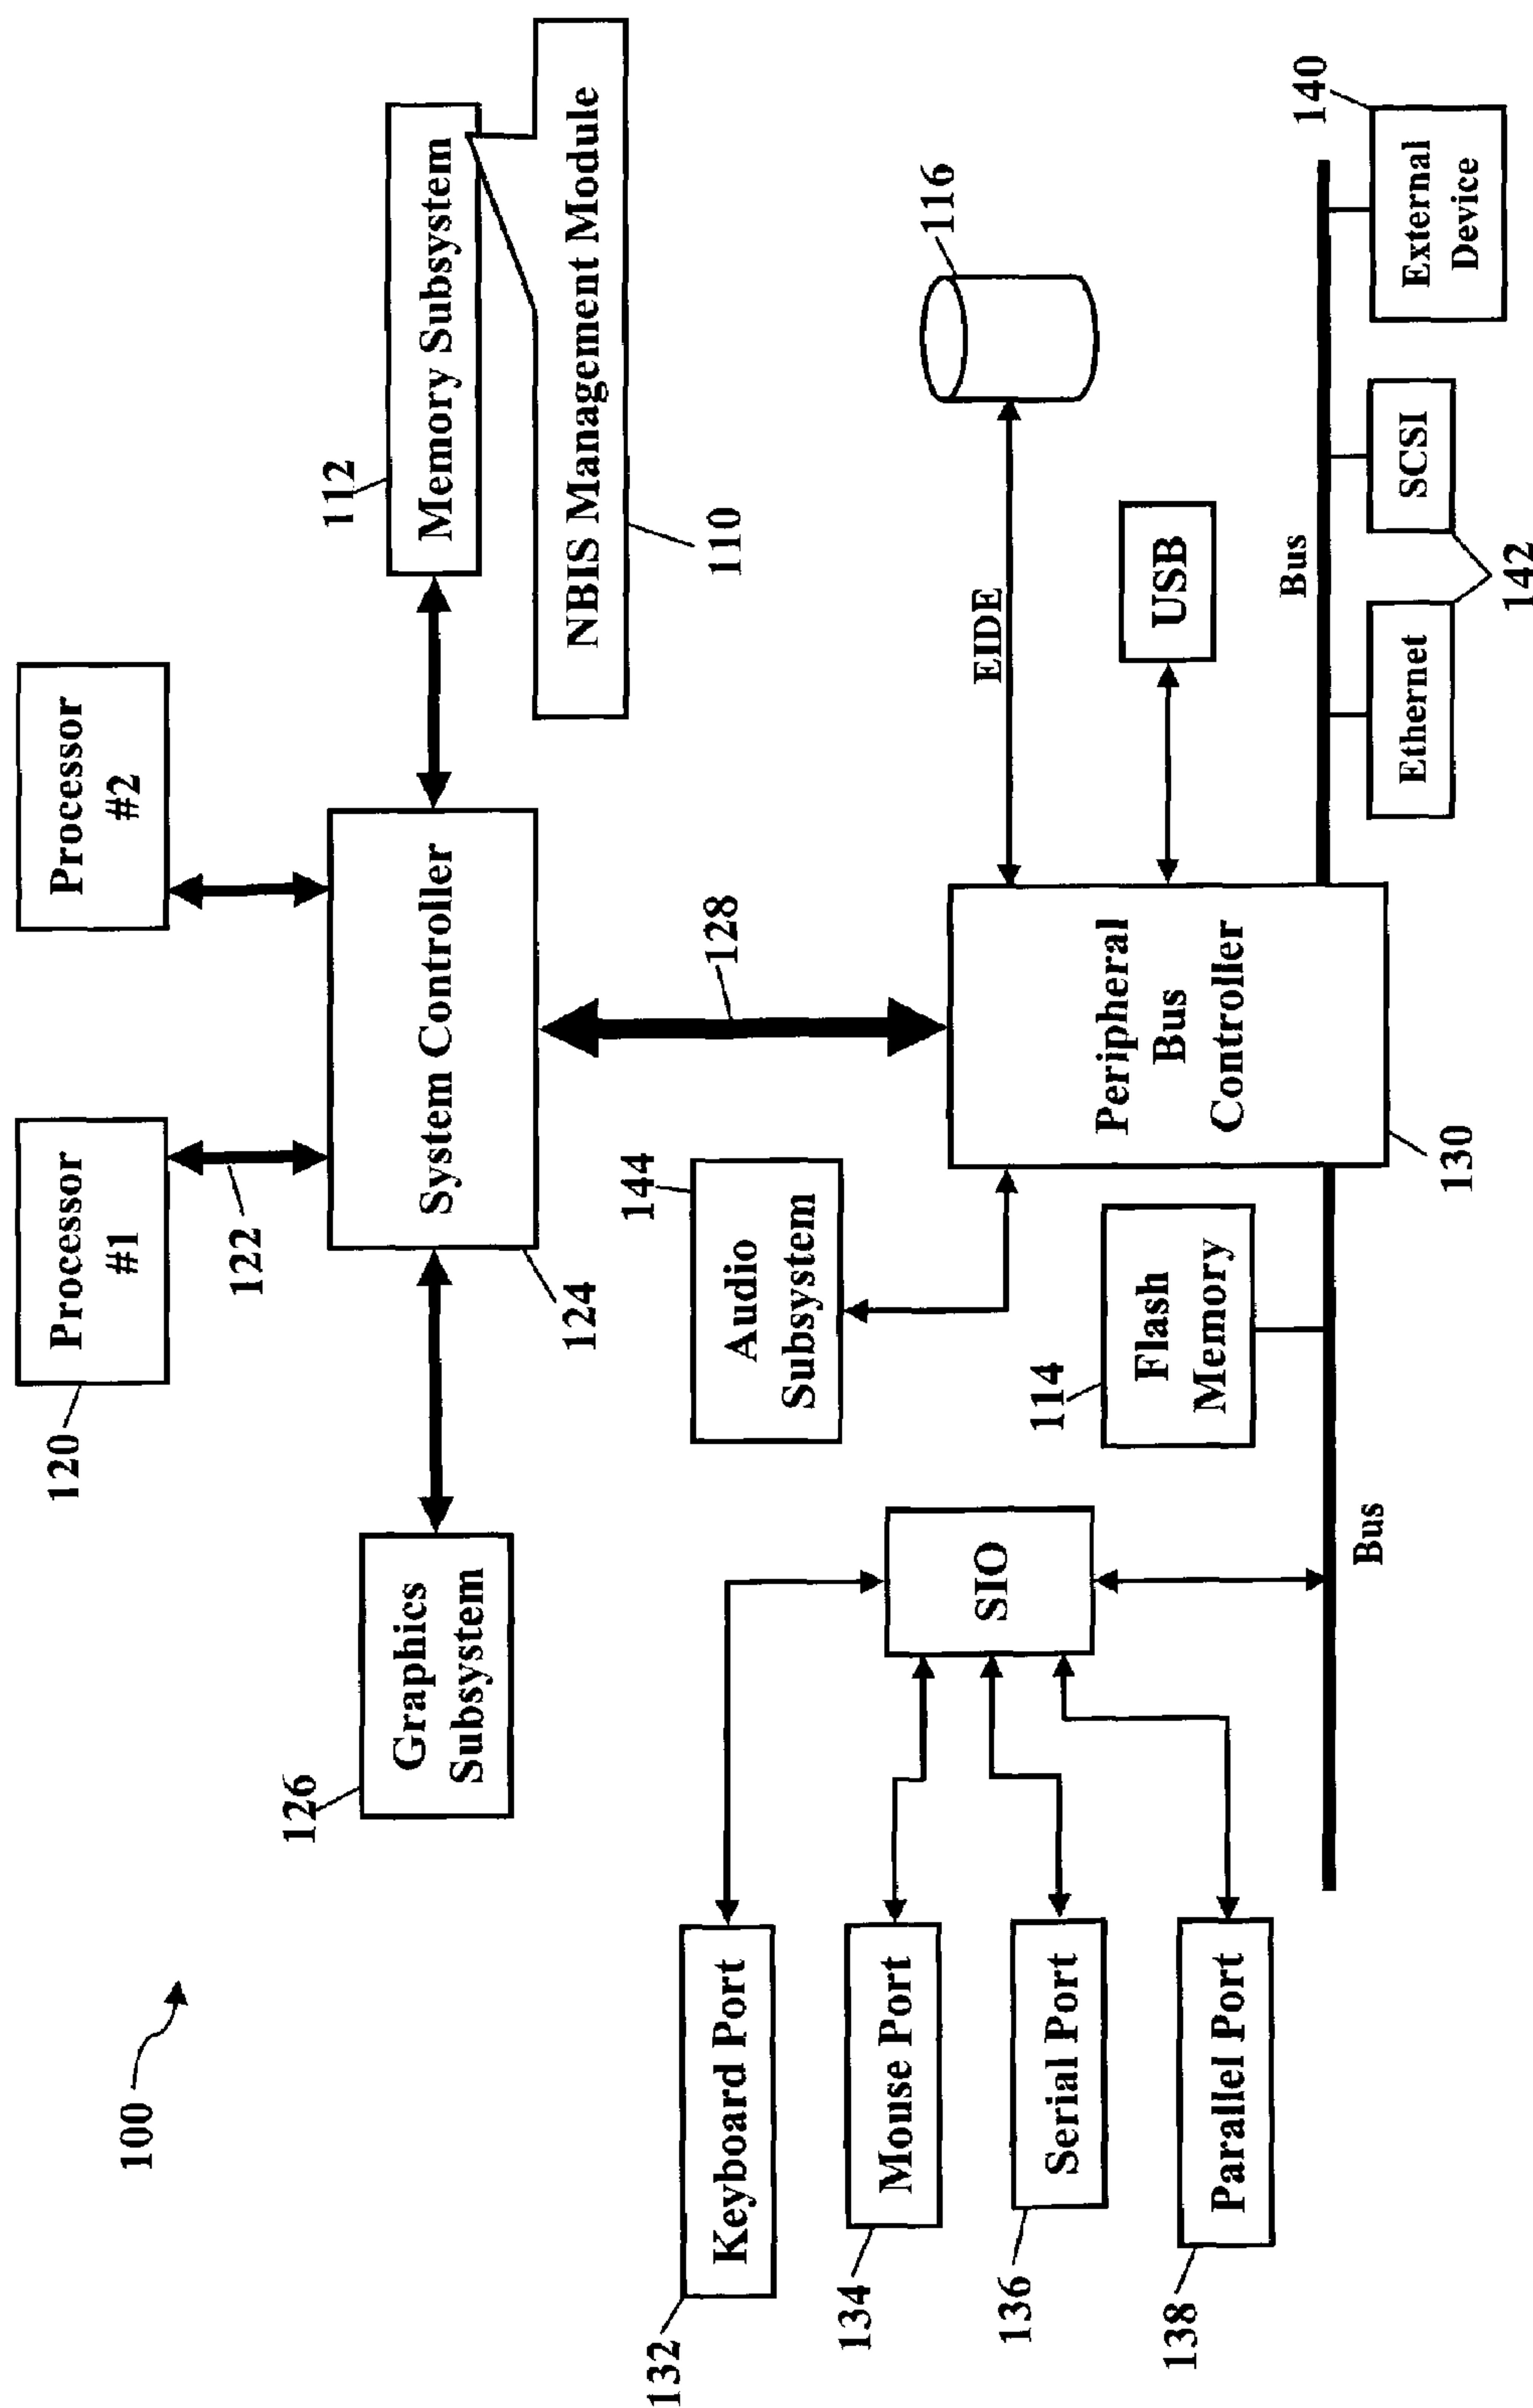 100
Processor
#1
120
122
Processor
#2
Graphics
Subsystem
126
System Controller
124
112
Memory Subsystem
NBIS Management Module
110
128
Keyboard Port
132
Mouse Port
134
Serial Port
136
Parallel Port
138
SIO
144
Audio
Subsystem
114
Flash
Memory
Bus
Peripheral
Bus
Controller
130
EIDE
116
USB
Bus
Ethernet
SCSI
142
External
Device
140